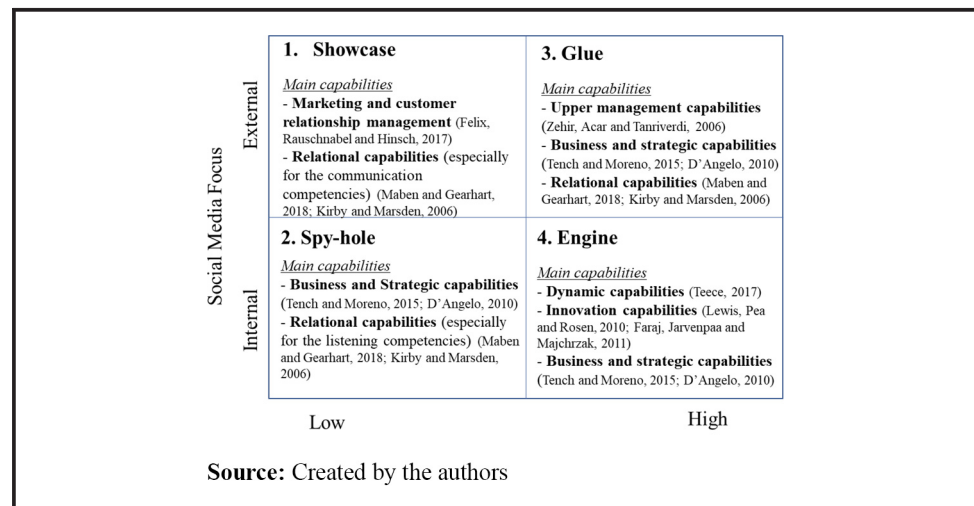 1. Showcase
Main capabilities
- Marketing and customer
relationship management (Felix,
Rauschnabel and Hinsch, 2017)
- Relational capabilities (especially
for the communication
competencies) (Maben and Gearhart,
2018; Kirby and Marsden, 2006)
3. Glue
Main capabilities
- Upper management capabilities
(Zehir, Acar and Tanriverdi, 2006)
- Business and strategic capabilities
(Tench and Moreno, 2015; D'Angelo, 2010)
- Relational capabilities (Maben and
Gearhart, 2018; Kirby and Marsden, 2006)
2. Spy-hole
Main capabilities
- Business and Strategic capabilities
(Tench and Moreno, 2015; D'Angelo, 2010)
- Relational capabilities (especially
for the listening competencies) (Maben
and Gearhart, 2018; Kirby and Marsden,
2006)
4. Engine
Main capabilities
- Dynamic capabilities (Teece, 2017)
- Innovation capabilities (Lewis, Pea
and Rosen, 2010; Faraj, Jarvenpaa and
Majchrzak, 2011)
- Business and strategic capabilities
(Tench and Moreno, 2015; D'Angelo, 2010)
Social Media Focus
External
Internal
Low
High
Source: Created by the authors